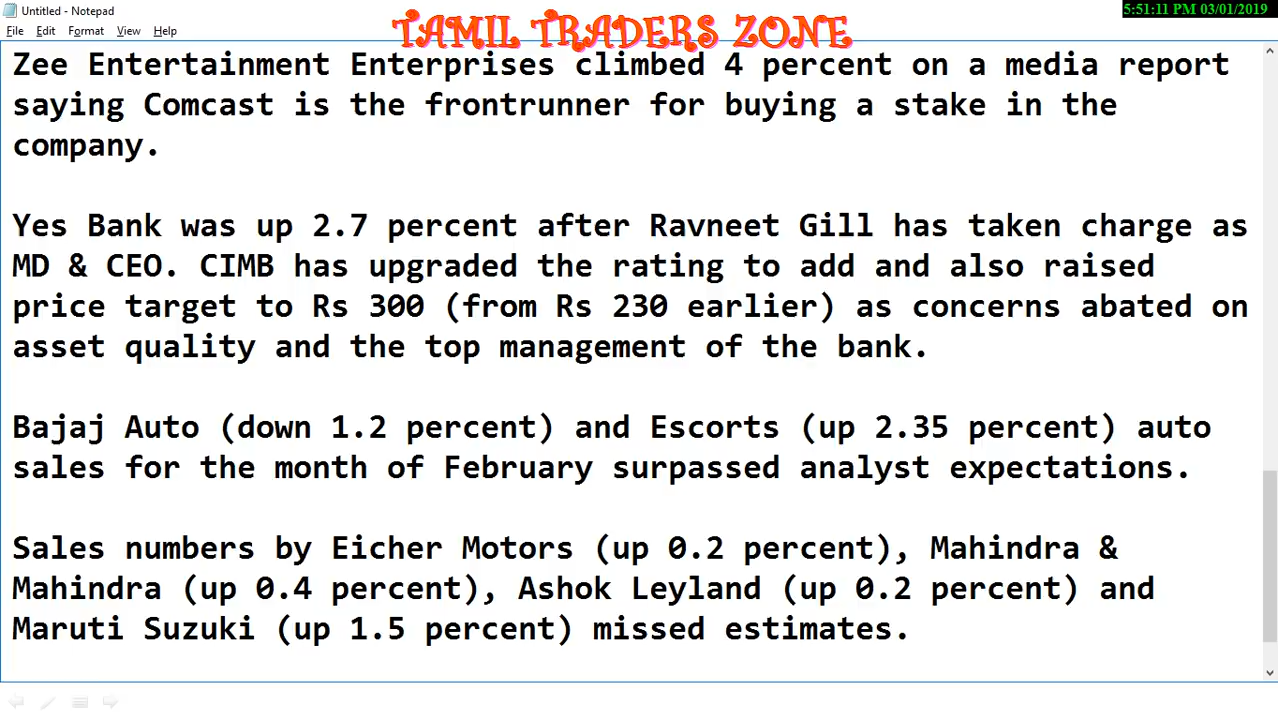 Untitled - Notepad
5:51:11 PM 03/01/2019
TAMIL TRADERS ZONE
File Edit Format View Help
Zee Entertainment Enterprises climbed 4 percent on a media report
saying Comcast is the frontrunner for buying a stake in the
company.
Yes Bank was up 2.7 percent after Ravneet Gill has taken charge as
MD & CEO. CIMB has upgraded the rating to add and also raised
price target to Rs 300 (from Rs 230 earlier) as concerns abated on
asset quality and the top management of the bank.
Bajaj Auto (down 1.2 percent) and Escorts (up 2.35 percent) auto
sales for the month of February surpassed analyst expectations.
Sales numbers by Eicher Motors (up 0.2 percent), Mahindra &
Mahindra (up 0.4 percent), Ashok Leyland (up 0.2 percent) and
Maruti Suzuki (up 1.5 percent) missed estimates.